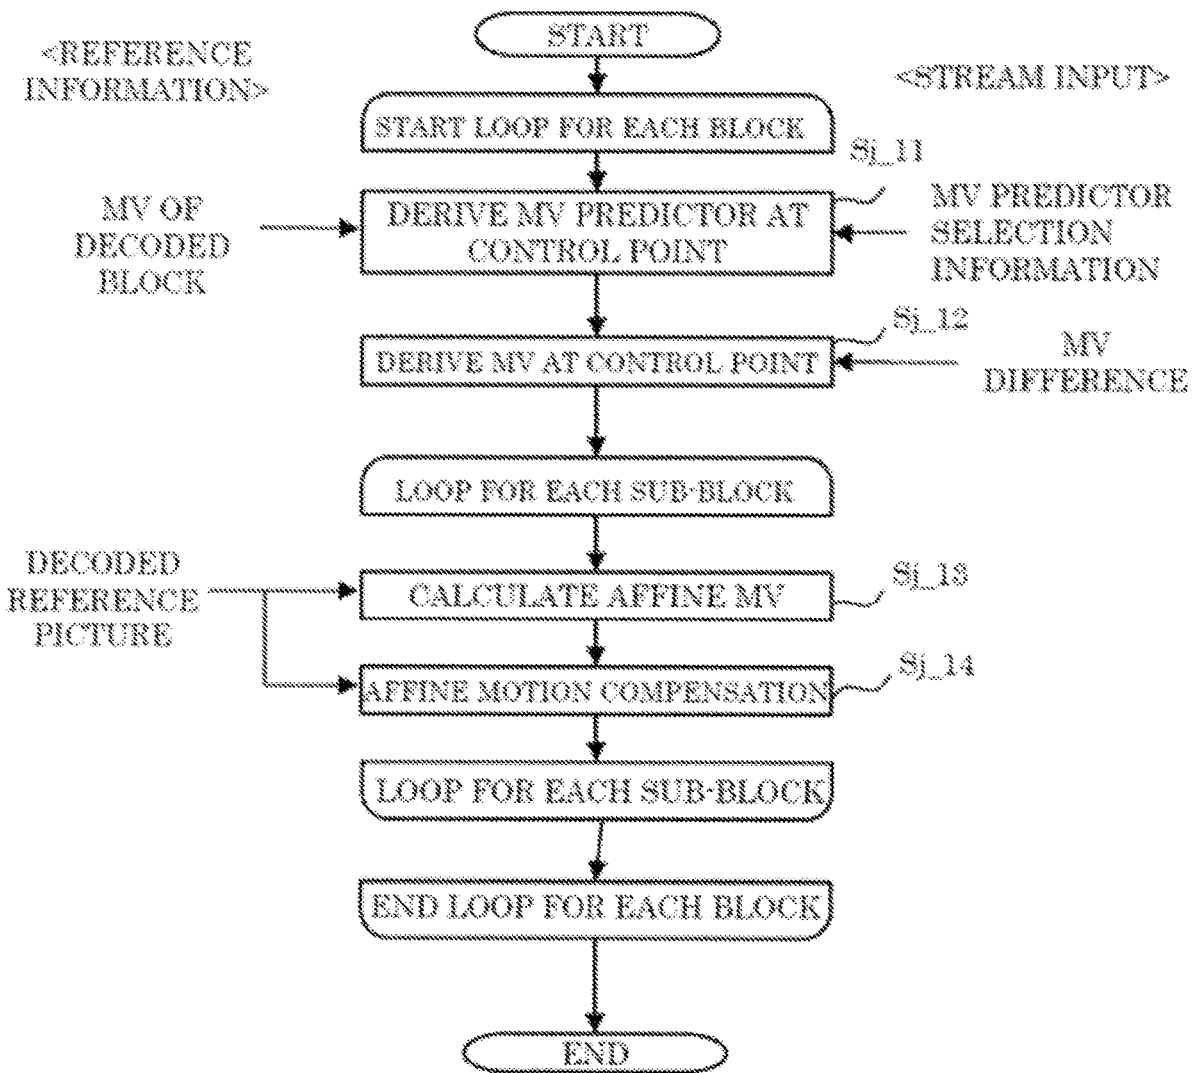 START
<REFERENCE
INFORMATION>
<STREAM INPUT>
START LOOP FOR EACH BLOCK
Sj_11
MV OF
DECODED
BLOCK
DERIVE MV PREDICTOR AT
CONTROL POINT
MV PREDICTOR
SELECTION
INFORMATION
Sj_12
DERIVE MV AT CONTROL POINT
MV
DIFFERENCE
LOOP FOR EACH SUB-BLOCK
DECODED
REFERENCE
PICTURE
CALCULATE AFFINE MV
Sj_13
AFFINE MOTION COMPENSATION
Sj_14
LOOP FOR EACH SUB-BLOCK
END LOOP FOR EACH BLOCK
END